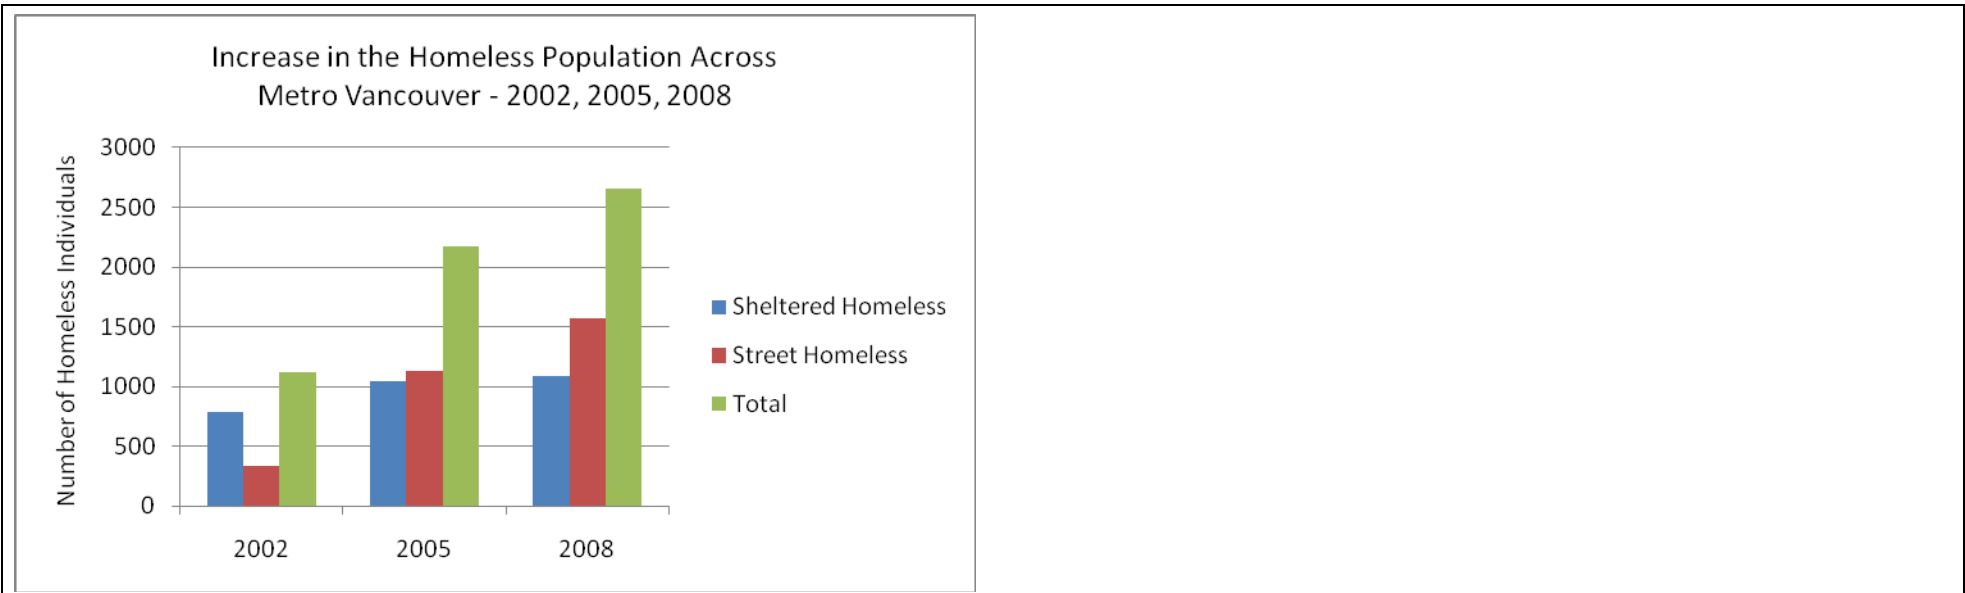 Increase in the Homeless Population Across
Metro Vancouver - 2002, 2005, 2008
Number of Homeless Individuals
3000
2500
2000
1500
1000
500
0
2002
2005
2008
Sheltered Homeless
Street Homeless
Total